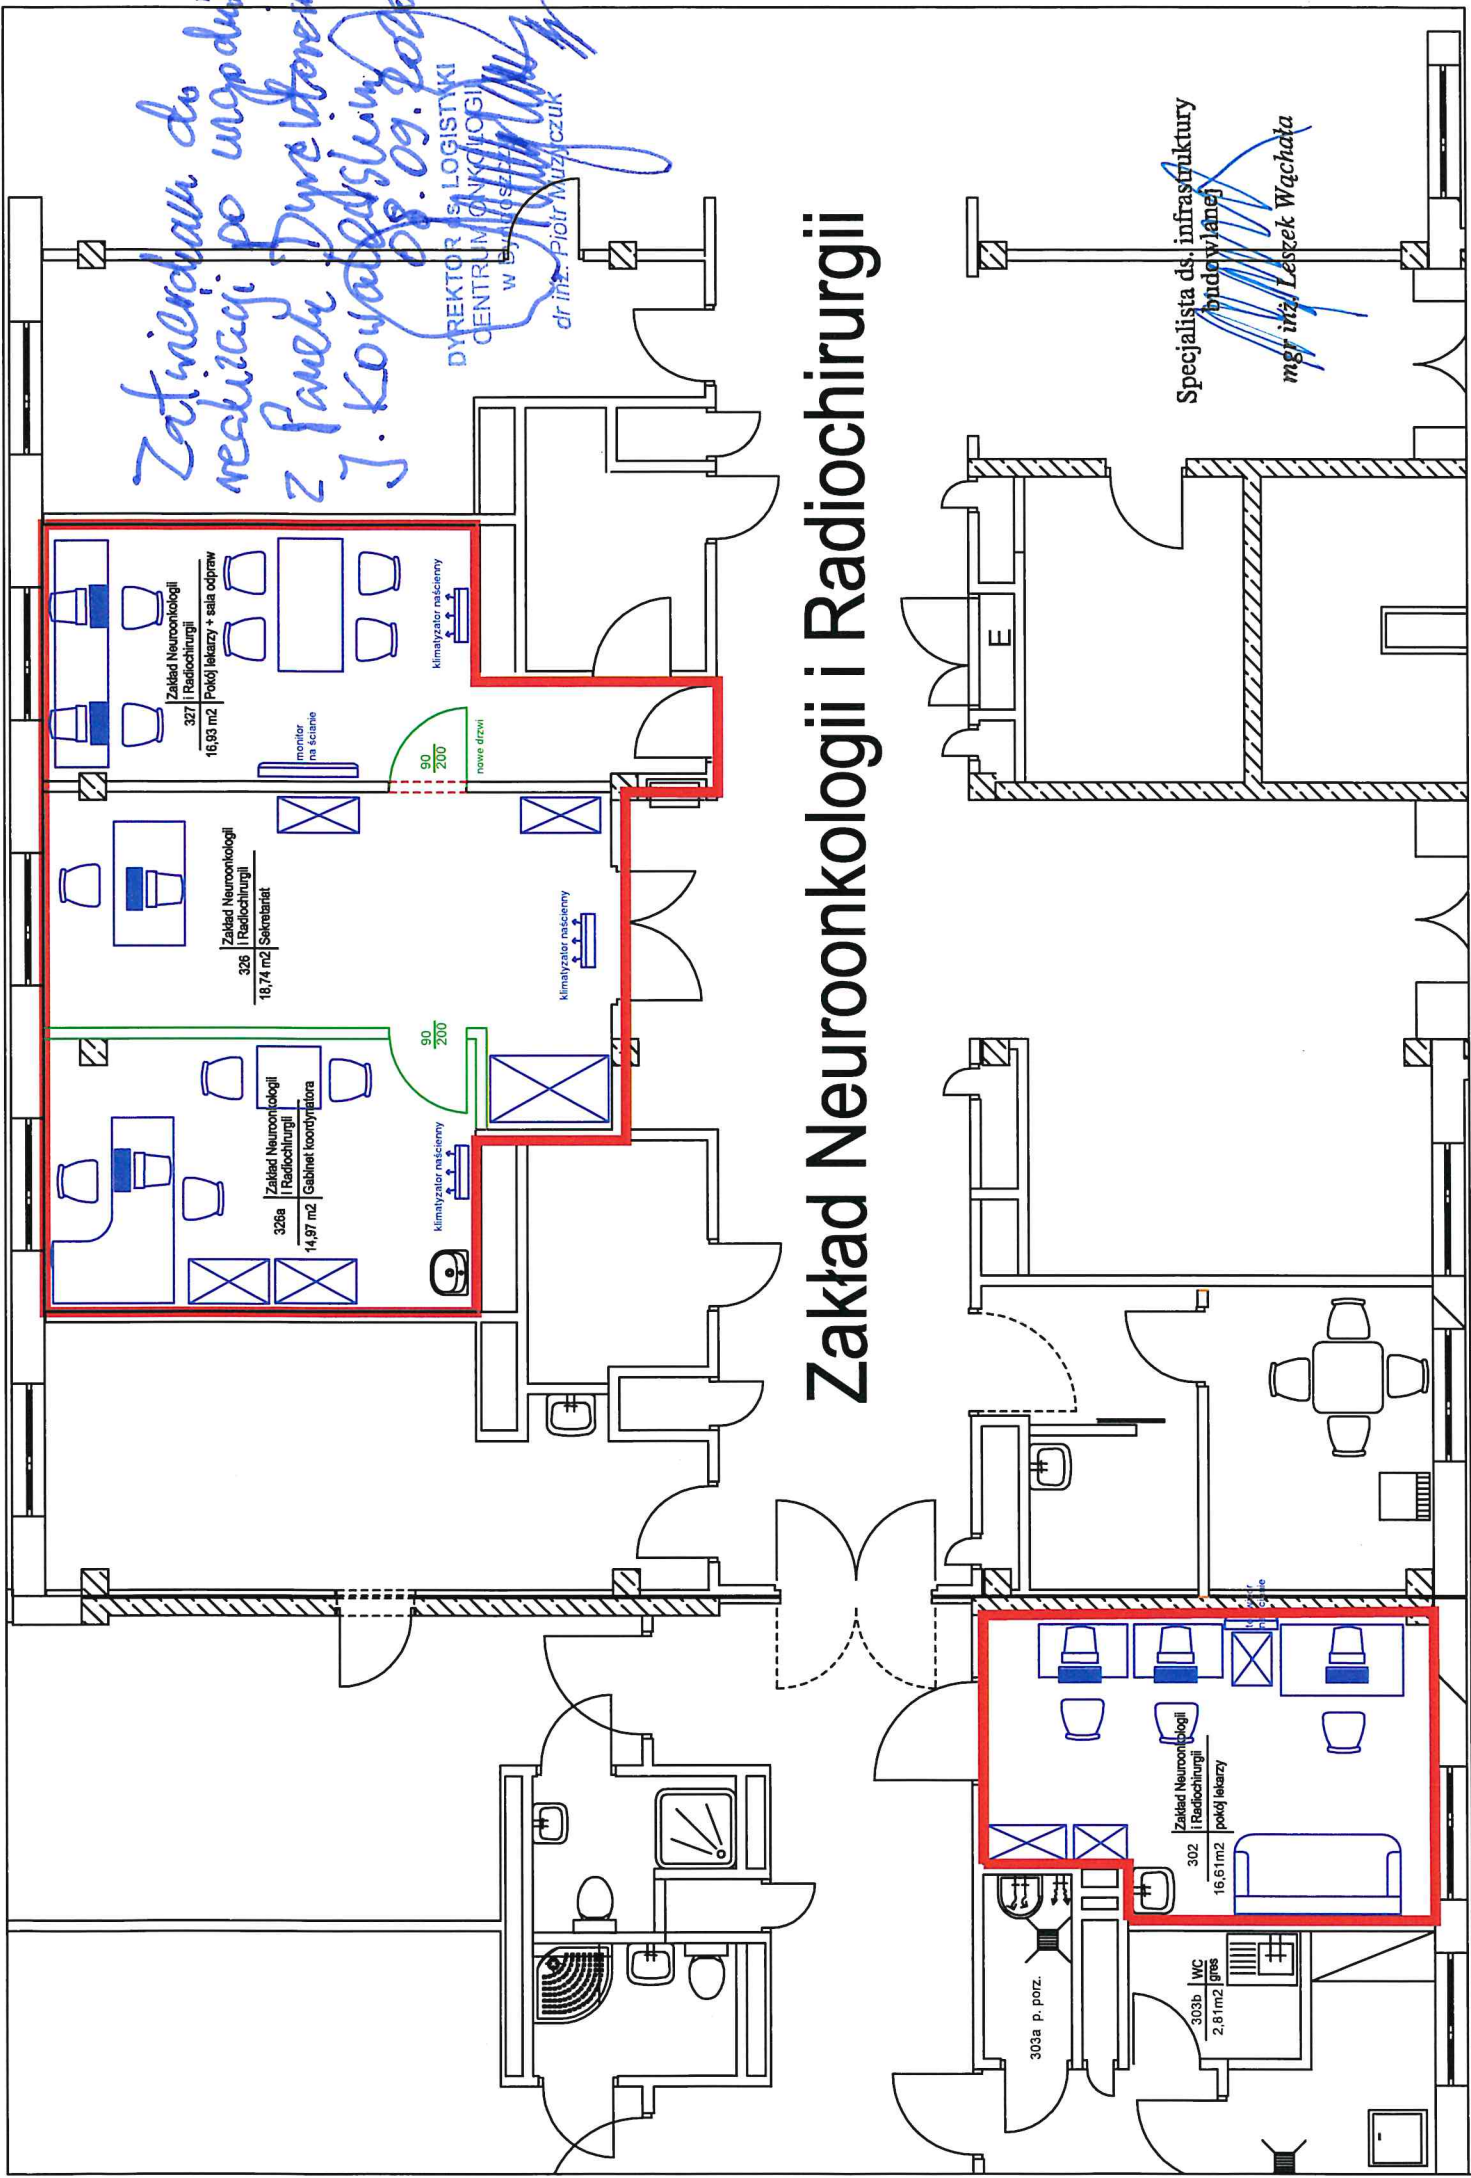 Zatwierdzam do
realizacji po
Z Panem Dyrektorem
J. Kowalewskim
08.09.
DYREKTOR ds. LOGISTYKI
CENTRUM ONKOLOGII
w Bydgoszczy
dr inż. Piotr Muzyczuk
Zakład Neuroonkologii i Radiochirurgii
Specjalista ds. infrastruktury
budowlanej
mgr inż. Leszek Wąchała
327 Zakład Neuroonkologii
i Radiochirurgii
16,93 m2 Pokój lekarzy + sala odpraw
monitor
na ścianie
klimatyzator naścienny
90
200
nowe drzwi
326 Zakład Neuroonkologii
i Radiochirurgii
18,74 m2 Sekretariat
klimatyzator naścienny
90
200
326a Zakład Neuroonkologii
i Radiochirurgii
14,97 m2 Gabinet koordynatora
klimatyzator naścienny
E
302 Zakład Neuroonkologii
i Radiochirurgii
16,61m2 pokój lekarzy
303a p. porz.
303b WC
2,81m2 gres